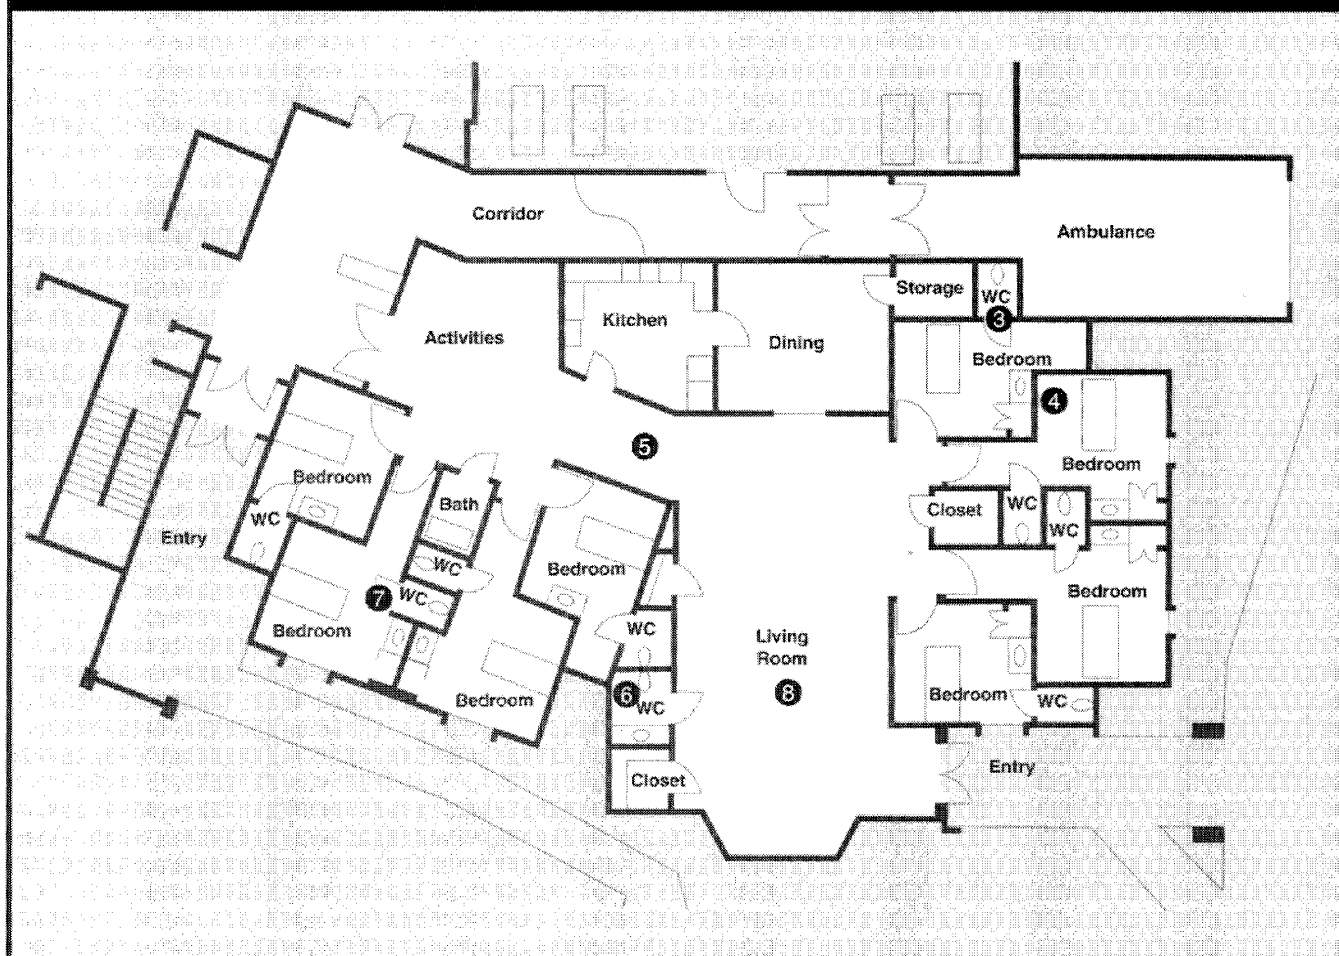 Corridor
Ambulance
Storage
WC
3
Kitchen
Activities
Dining
Bedroom
4
5
Bedroom
Bedroom
Bath
Closet
WC
WC
WC
Entry
WC
Bedroom
7
WC
Bedroom
Bedroom
WC
Living
Room
6
8
WC
Bedroom
Bedroom
WC
Closet
Entry